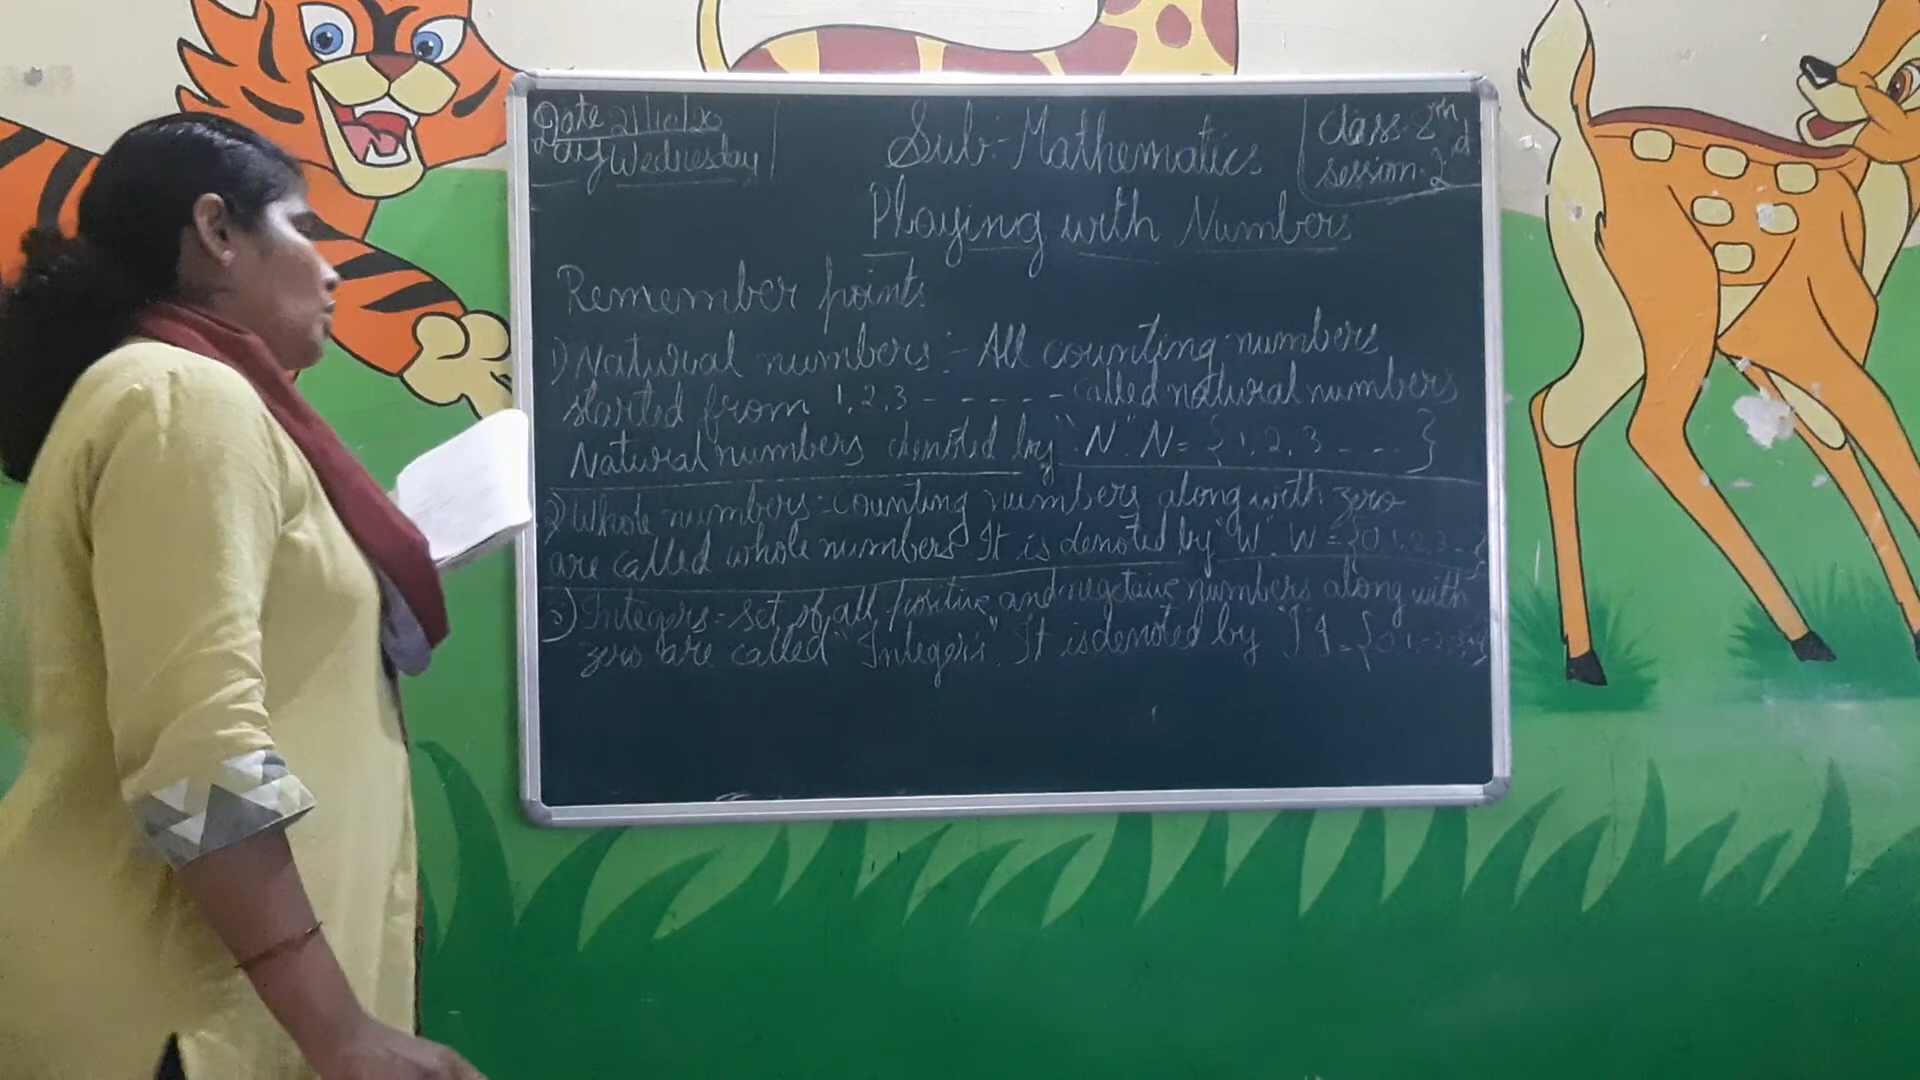 Date 21/10/20
Day Wednesday
Sub:- Mathematics
Class- 8th
session- 2
Playing with Numbers
Remember points
1) Natural numbers:- All counting numbers
started from 1, 2, 3 - - - - - - called natural numbers
Natural numbers denoted by "N". N = { 1, 2, 3 - - - . }
2) Whole numbers - counting numbers along with zero
are called whole numbers It is denoted by "W". W = {0, 1, 2, 3 - - }
3) Integers - set of all positive and negetaive numbers along with
zero are called "Integers". It is denoted by